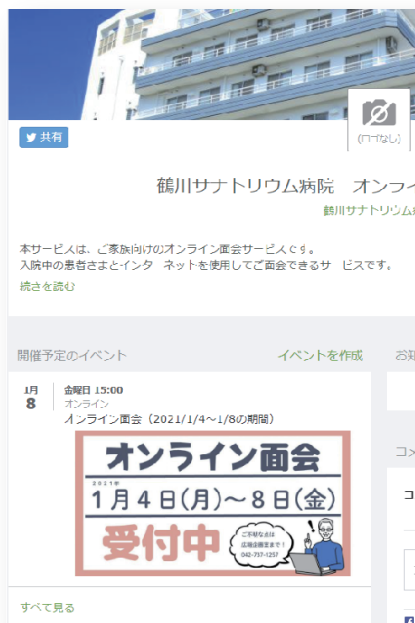 共有
(ロゴなし)
鶴川サナトリウム病院 オンライ
鶴川サナトリウム病
本サービスは、ご家族向けのオンライン面会サービスです。
入院中の患者さまとインターネットを使用してご面会できるサービスです。
続きを読む
開催予定のイベント
イベントを作成
お知
1月
8
金曜日 15:00
オンライン
オンライン面会（2021/1/4～1/8の期間）
オンライン面会
2021年
1月4日(月)～8日(金)
受付中
ご不明な点は
広報企画室まで！
042-737-1257
コメ
コ
すべて見る